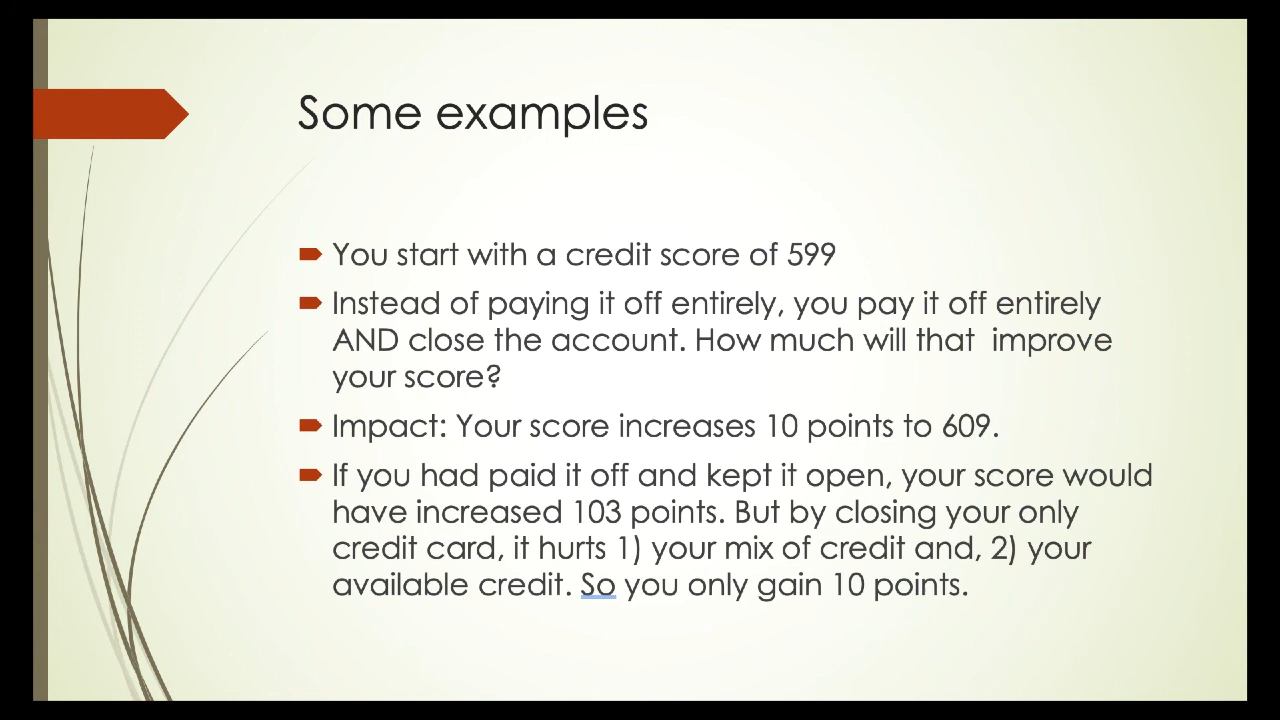 Some examples
You start with a credit score of 599
Instead of paying it off entirely, you pay it off entirely
AND close the account. How much will that  improve
your score?
Impact: Your score increases 10 points to 609.
If you had paid it off and kept it open, your score would
have increased 103 points. But by closing your only
credit card, it hurts 1) your mix of credit and, 2) your
available credit. So you only gain 10 points.